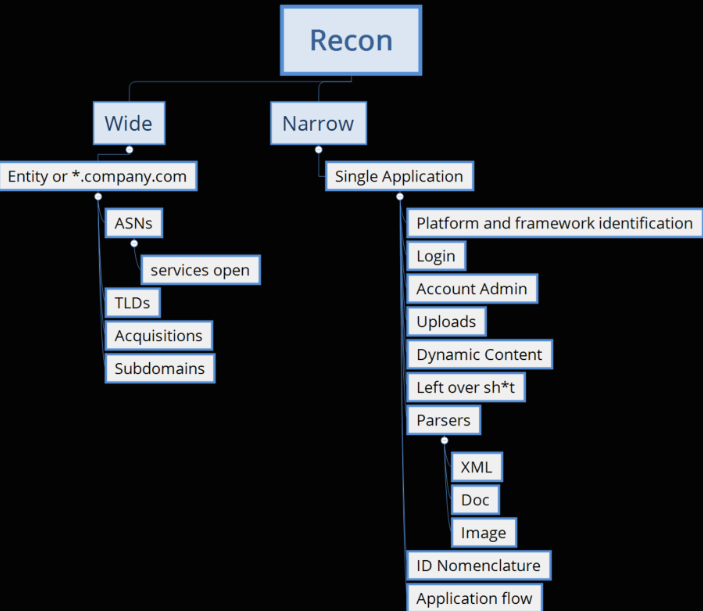 Recon
Wide
Narrow
Entity or *.company.com
Single Application
ASNs
services open
TLDs
Acquisitions
Subdomains
Platform and framework identification
Login
Account Admin
Uploads
Dynamic Content
Left over sh*t
Parsers
XML
Doc
Image
ID Nomenclature
Application flow